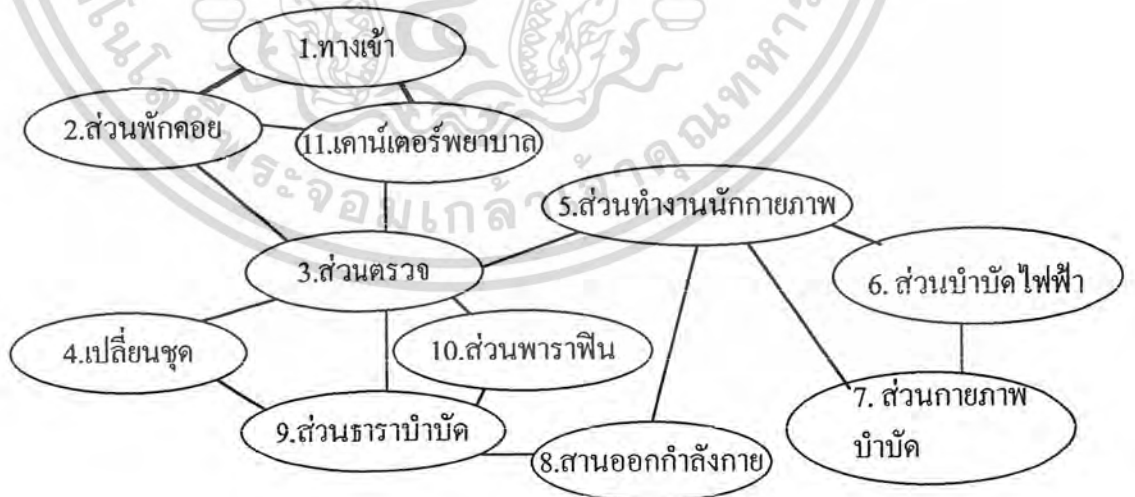 1.ทางเข้า
2.ส่วนพักคอย
11.เคาน์เตอร์พยาบาล
5.ส่วนทำงานนักกายภาพ
3.ส่วนตรวจ
6. ส่วนบำบัดไฟฟ้า
4.เปลี่ยนชุด
10.ส่วนพาราฟิน
7. ส่วนกายภาพ
บำบัด
9.ส่วนธาราบำบัด
8.สานออกกำลังกาย